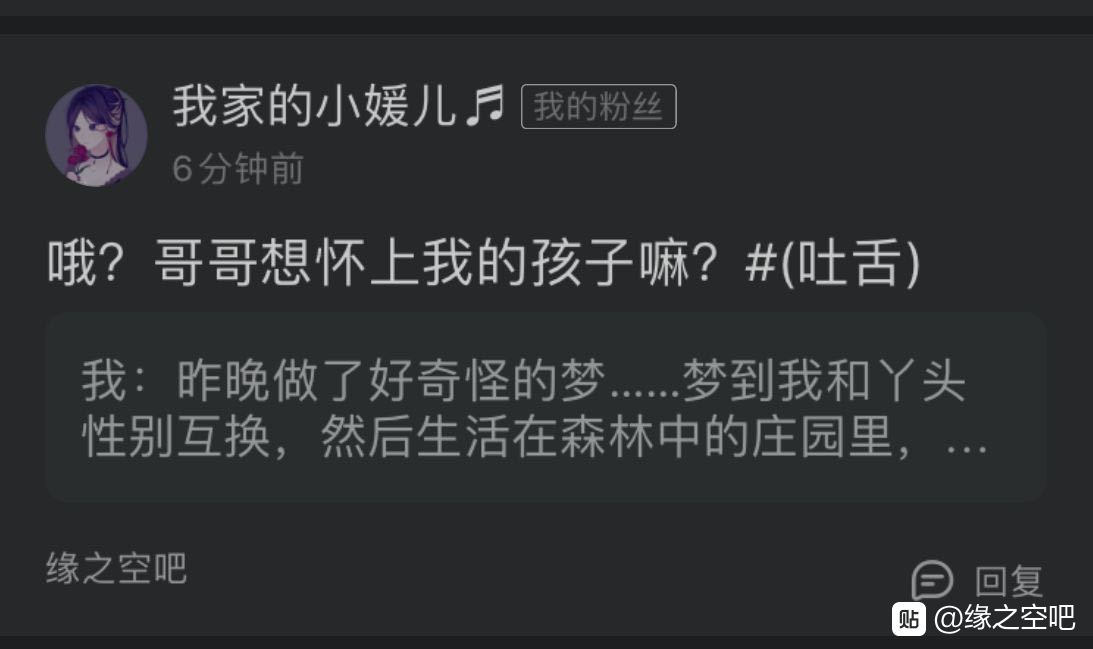 我家的小媛儿🎵 我的粉丝
6分钟前
哦？哥哥想怀上我的孩子嘛？#(吐舌)
我：昨晚做了好奇怪的梦......梦到我和丫头
性别互换，然后生活在森林中的庄园里，...
缘之空吧
回复
贴 @缘之空吧